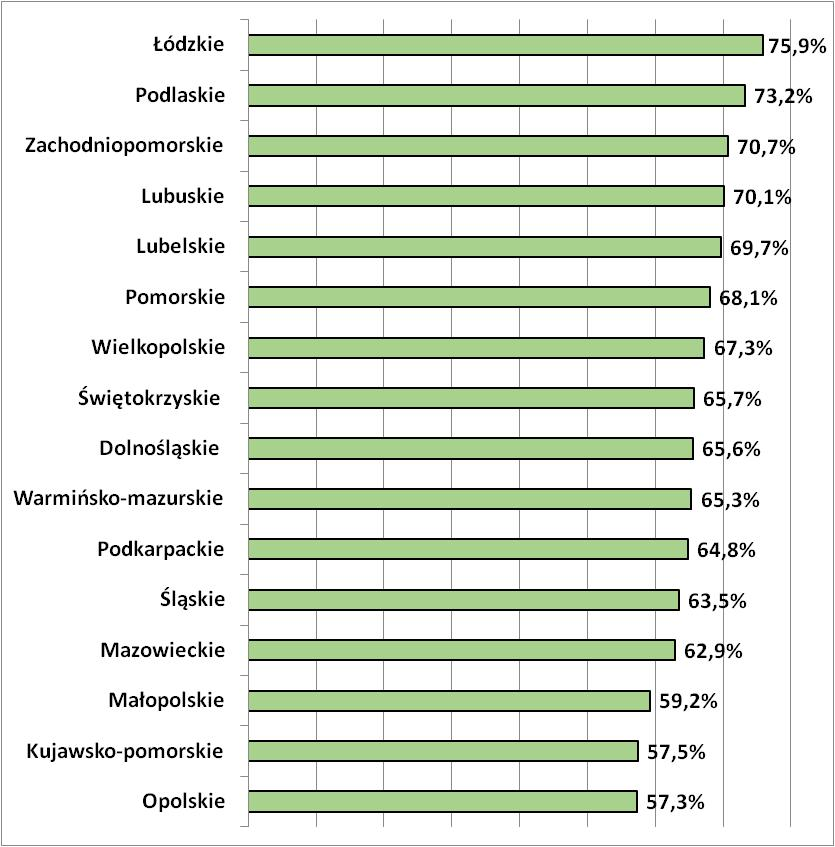 Łódzkie 75,9%
Podlaskie 73,2%
Zachodniopomorskie 70,7%
Lubuskie 70,1%
Lubelskie 69,7%
Pomorskie 68,1%
Wielkopolskie 67,3%
Świętokrzyskie 65,7%
Dolnośląskie 65,6%
Warmińsko-mazurskie 65,3%
Podkarpackie 64,8%
Śląskie 63,5%
Mazowieckie 62,9%
Małopolskie 59,2%
Kujawsko-pomorskie 57,5%
Opolskie 57,3%